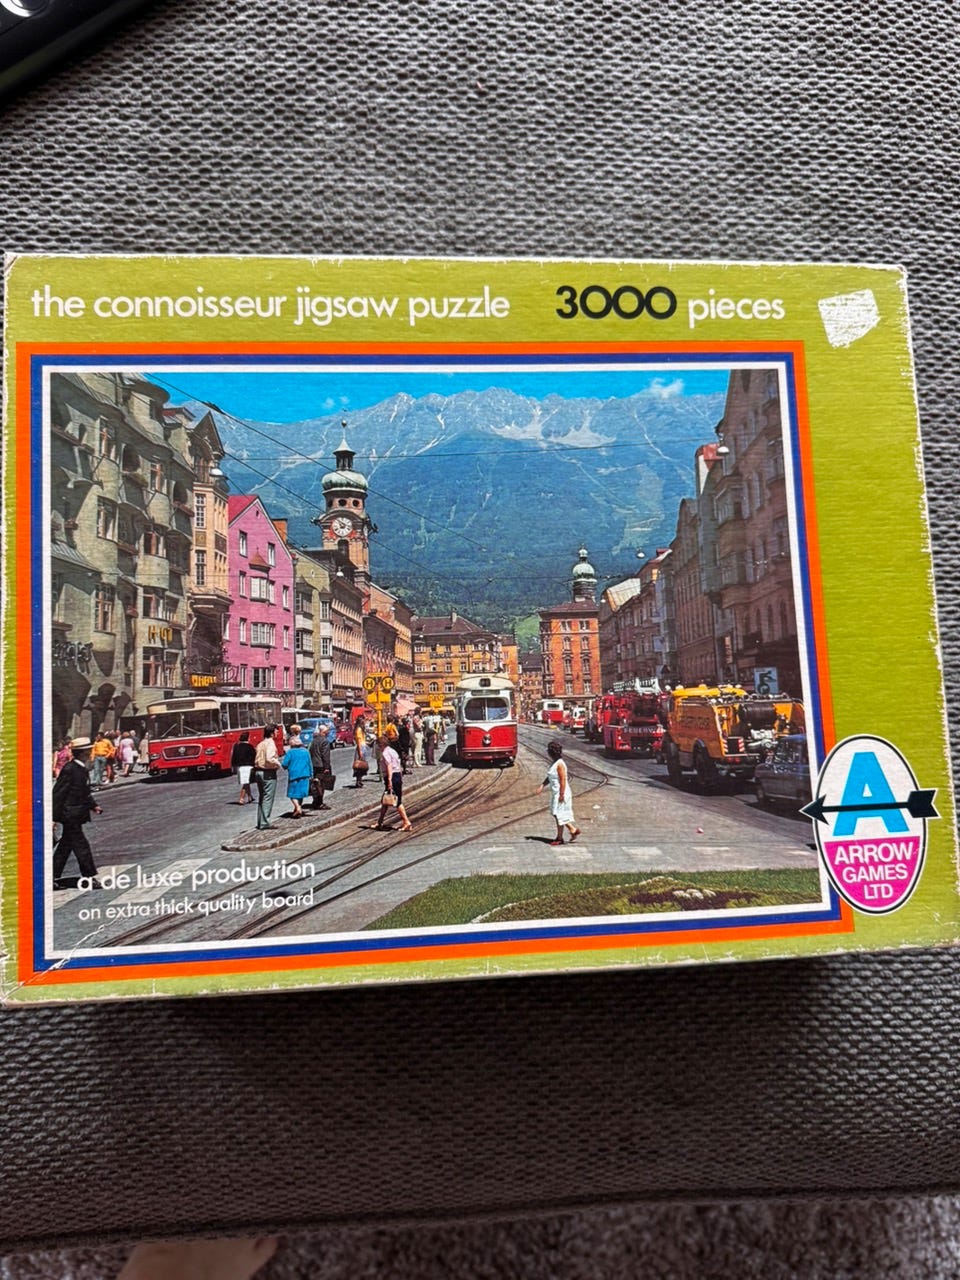 the connoisseur jigsaw puzzle 3000 pieces
H H
a de luxe production
on extra thick quality board
A
ARROW
GAMES
LTD